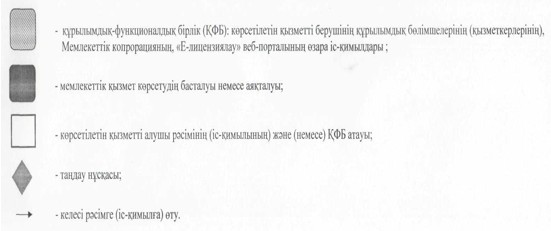 - құрылымдық-функционалдық бірлік (ҚФБ): көрсетілетін қызметті берушінің құрылымдық бөлімшелерінің (қызметкерлерінің),
Мемлекеттік копрорацияның, «Е-лицензиялау» веб-порталының өзара іс-қимылдары ;
- мемлекеттік қызмет көрсетудің басталуы немесе аяқталуы;
- көрсетілетін қызметті алушы рәсімінің (іс-қимылының) және (немесе) ҚФБ атауы;
- таңдау нұсқасы;
- келесі рәсімге (іс-қимылға) өту.